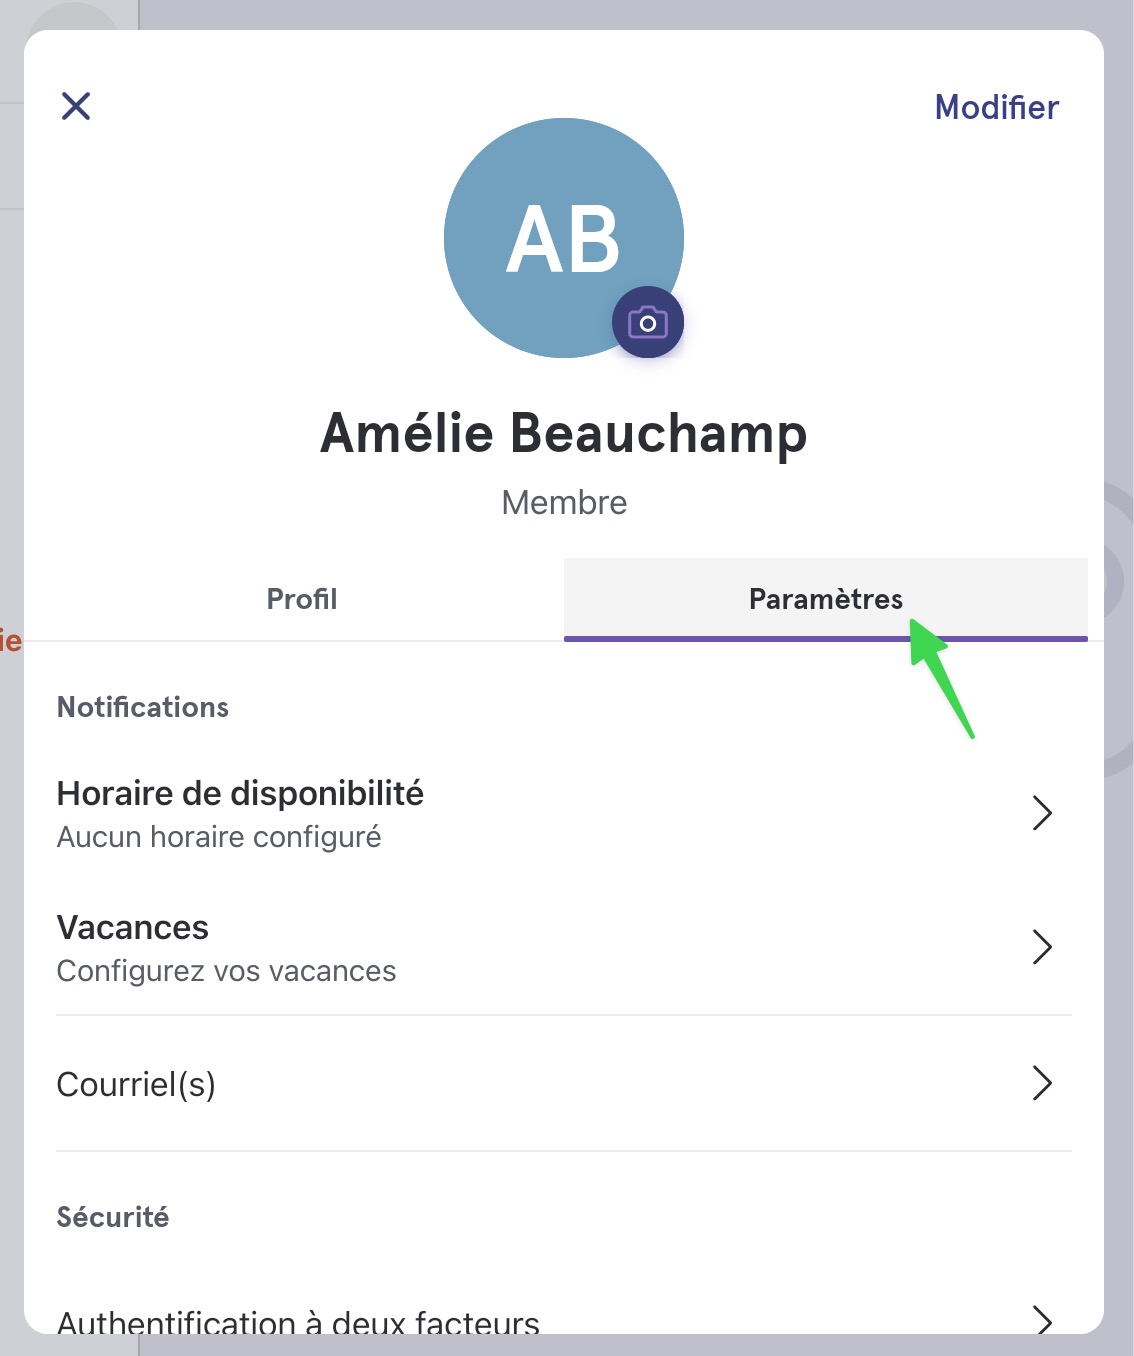 Modifier
AB
Amélie Beauchamp
Membre
Profil
Paramètres
ie
Notifications
Horaire de disponibilité
Aucun horaire configuré
Vacances
Configurez vos vacances
Courriel(s)
Sécurité
Authentification à deux facteurs